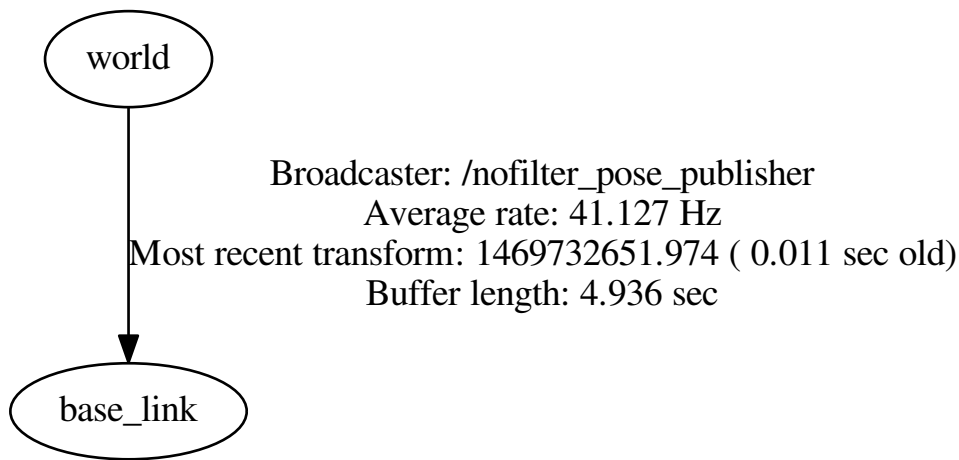 world
Broadcaster: /nofilter_pose_publisher
Average rate: 41.127 Hz
Most recent transform: 1469732651.974 ( 0.011 sec old)
Buffer length: 4.936 sec
base_link